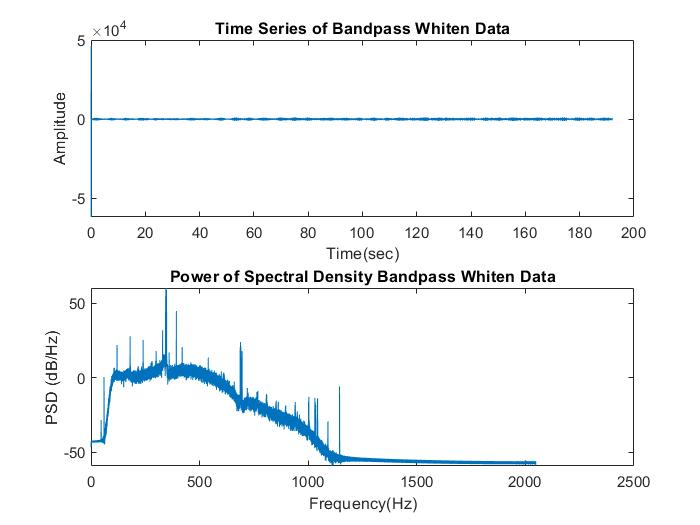 Time Series of Bandpass Whiten Data
×10⁴
5
0
-5
Amplitude
0 20 40 60 80 100 120 140 160 180 200
Time(sec)
Power of Spectral Density Bandpass Whiten Data
50
0
-50
PSD (dB/Hz)
0 500 1000 1500 2000 2500
Frequency(Hz)